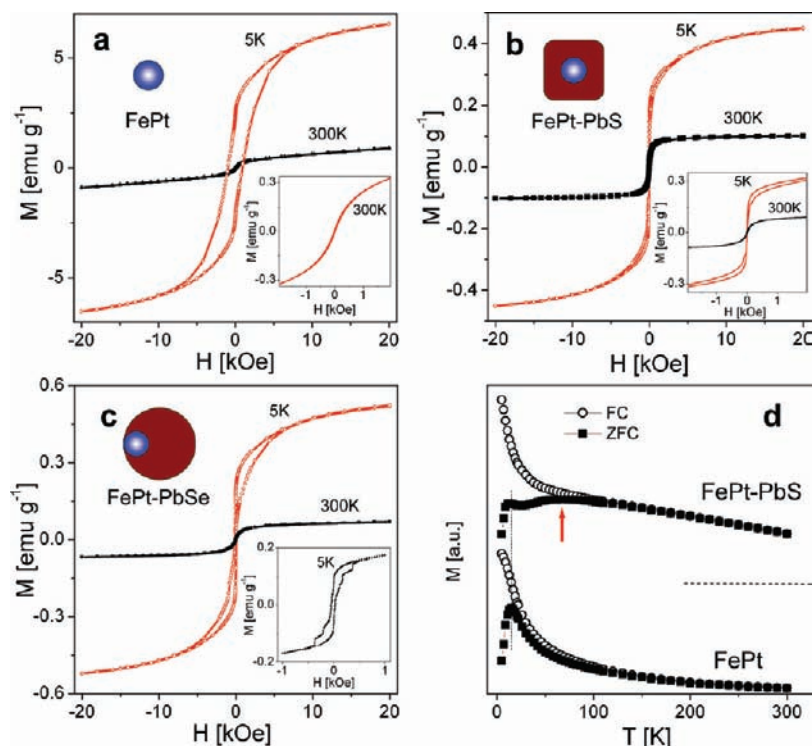 a
5K
FePt
300K
M [emu g-1]
5
0
-5
-20 -10 0 10 20
H [kOe]
M [emu g-1]
0.3
0.0
-0.3
300K
-1 0 1
H [kOe]
b
5K
FePt-PbS
300K
M [emu g-1]
0.4
0.2
0.0
-0.2
-0.4
-20 -10 0 10 20
H [kOe]
M [emu g-1]
0.3
0.0
-0.3
5K
300K
-1 0 1
H [kOe]
c
5K
FePt-PbSe
300K
M [emu g-1]
0.6
0.3
0.0
-0.3
-0.6
-20 -10 0 10 20
H [kOe]
M [emu g-1]
0.2
0.0
-0.2
5K
-1 0 1
H [kOe]
d
FC
ZFC
FePt-PbS
FePt
M [a.u.]
0 50 100 150 200 250 300
T [K]